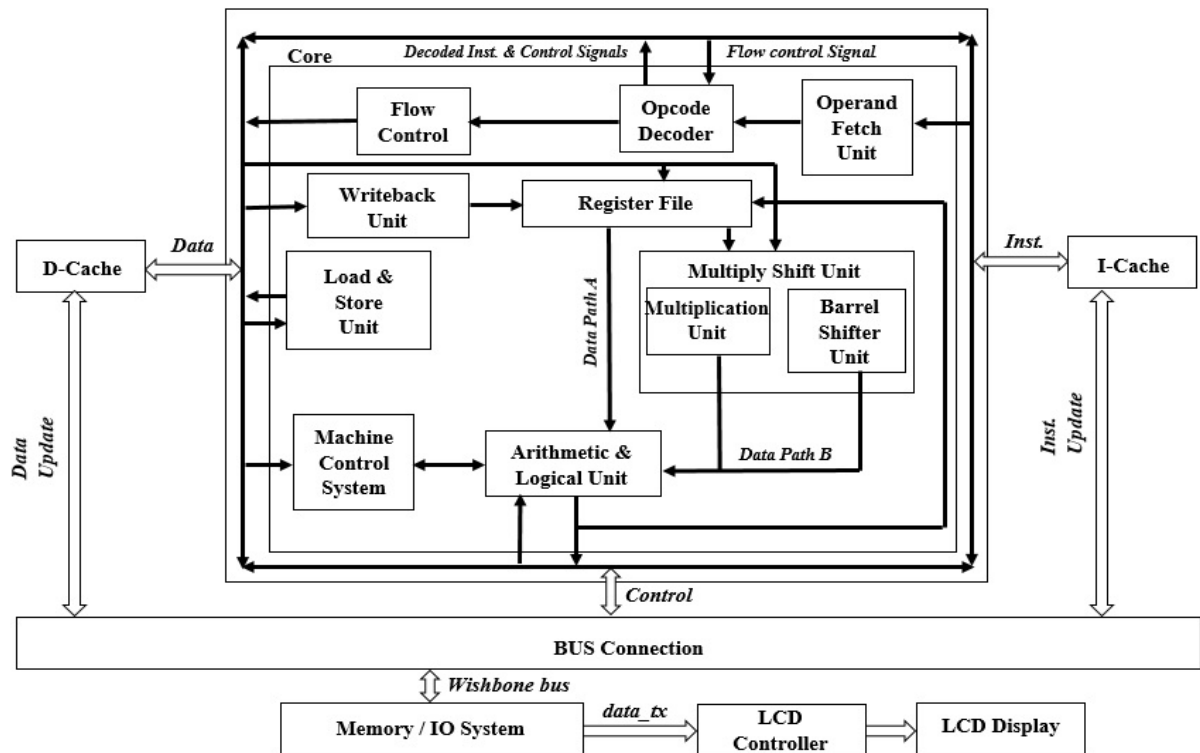 Core
Decoded Inst. & Control Signals
Flow control Signal
Flow
Control
Opcode
Decoder
Operand
Fetch
Unit
Writeback
Unit
Register File
Data
D-Cache
Load &
Store
Unit
Data Path A
Multiply Shift Unit
Multiplication
Unit
Barrel
Shifter
Unit
Inst.
I-Cache
Data
Update
Machine
Control
System
Arithmetic &
Logical Unit
Data Path B
Inst.
Update
Control
BUS Connection
Wishbone bus
Memory / IO System
data_tx
LCD
Controller
LCD Display